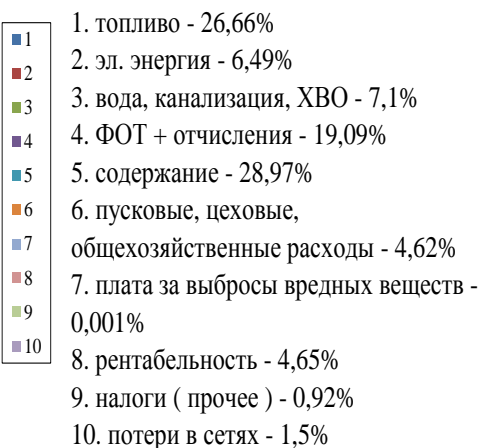 1
2
3
4
5
6
7
8
9
10
1. топливо - 26,66%
2. эл. энергия - 6,49%
3. вода, канализация, ХВО - 7,1%
4. ФОТ + отчисления - 19,09%
5. содержание - 28,97%
6. пусковые, цеховые,
общехозяйственные расходы - 4,62%
7. плата за выбросы вредных веществ -
0,001%
8. рентабельность - 4,65%
9. налоги ( прочее ) - 0,92%
10. потери в сетях - 1,5%